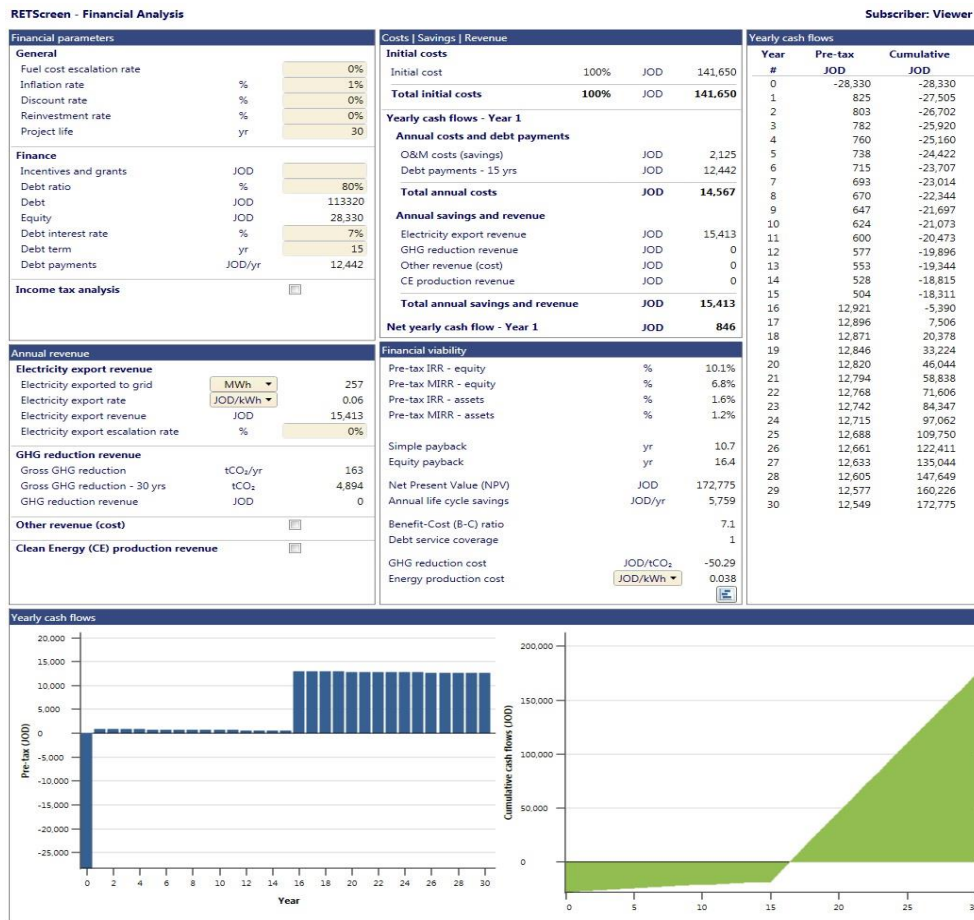 RETScreen - Financial Analysis
Subscriber: Viewer
Financial parameters
General
Fuel cost escalation rate 0%
Inflation rate % 1%
Discount rate % 0%
Reinvestment rate % 0%
Project life yr 30
Finance
Incentives and grants JOD
Debt ratio % 80%
Debt JOD 113320
Equity JOD 28,330
Debt interest rate % 7%
Debt term yr 15
Debt payments JOD/yr 12,442
Income tax analysis
Annual revenue
Electricity export revenue
Electricity exported to grid MWh 257
Electricity export rate JOD/kWh 0.06
Electricity export revenue JOD 15,413
Electricity export escalation rate % 0%
GHG reduction revenue
Gross GHG reduction tCO₂/yr 163
Gross GHG reduction - 30 yrs tCO₂ 4,894
GHG reduction revenue JOD 0
Other revenue (cost)
Clean Energy (CE) production revenue
Costs | Savings | Revenue
Initial costs
Initial cost 100% JOD 141,650
Total initial costs 100% JOD 141,650
Yearly cash flows - Year 1
Annual costs and debt payments
O&M costs (savings) JOD 2,125
Debt payments - 15 yrs JOD 12,442
Total annual costs JOD 14,567
Annual savings and revenue
Electricity export revenue JOD 15,413
GHG reduction revenue JOD 0
Other revenue (cost) JOD 0
CE production revenue JOD 0
Total annual savings and revenue JOD 15,413
Net yearly cash flow - Year 1 JOD 846
Financial viability
Pre-tax IRR - equity % 10.1%
Pre-tax MIRR - equity % 6.8%
Pre-tax IRR - assets % 1.6%
Pre-tax MIRR - assets % 1.2%
Simple payback yr 10.7
Equity payback yr 16.4
Net Present Value (NPV) JOD 172,775
Annual life cycle savings JOD/yr 5,759
Benefit-Cost (B-C) ratio 7.1
Debt service coverage 1
GHG reduction cost JOD/tCO₂ -50.29
Energy production cost JOD/kWh 0.038
Yearly cash flows
Year Pre-tax Cumulative
# JOD JOD
0 -28,330 -28,330
1 825 -27,505
2 803 -26,702
3 782 -25,920
4 760 -25,160
5 738 -24,422
6 715 -23,707
7 693 -23,014
8 670 -22,344
9 647 -21,697
10 624 -21,073
11 600 -20,473
12 577 -19,896
13 553 -19,344
14 528 -18,815
15 504 -18,311
16 12,921 -5,390
17 12,896 7,506
18 12,871 20,378
19 12,846 33,224
20 12,820 46,044
21 12,794 58,838
22 12,768 71,606
23 12,742 84,347
24 12,715 97,062
25 12,688 109,750
26 12,661 122,411
27 12,633 135,044
28 12,605 147,649
29 12,577 160,226
30 12,549 172,775
Yearly cash flows
Pre-tax (JOD)
20,000
15,000
10,000
5,000
0
-5,000
-10,000
-15,000
-20,000
-25,000
0 2 4 6 8 10 12 14 16 18 20 22 24 26 28 30
Year
Cumulative cash flows (JOD)
200,000
150,000
100,000
50,000
0
0 5 10 15 20 25